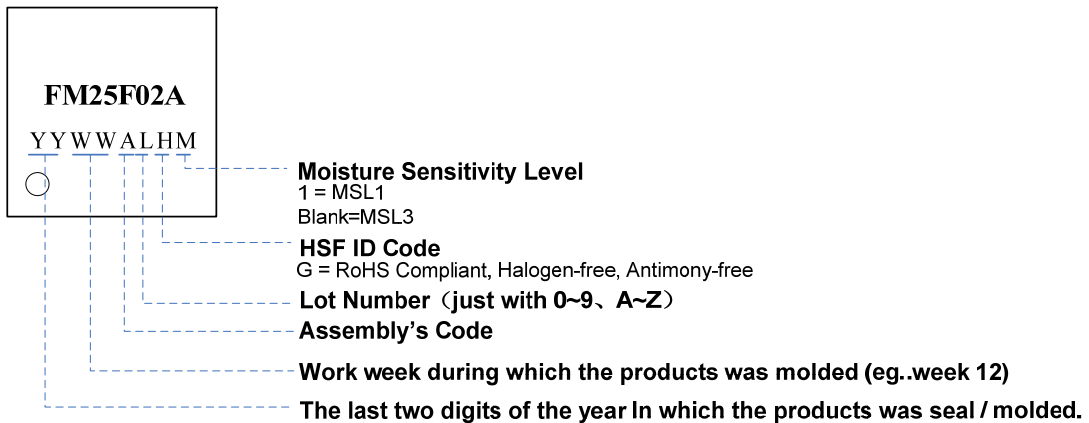 FM25F02A
YYWWALHM
Moisture Sensitivity Level
1 = MSL1
Blank=MSL3
HSF ID Code
G = RoHS Compliant, Halogen-free, Antimony-free
Lot Number（just with 0~9、A~Z）
Assembly's Code
Work week during which the products was molded (eg..week 12)
The last two digits of the year In which the products was seal / molded.